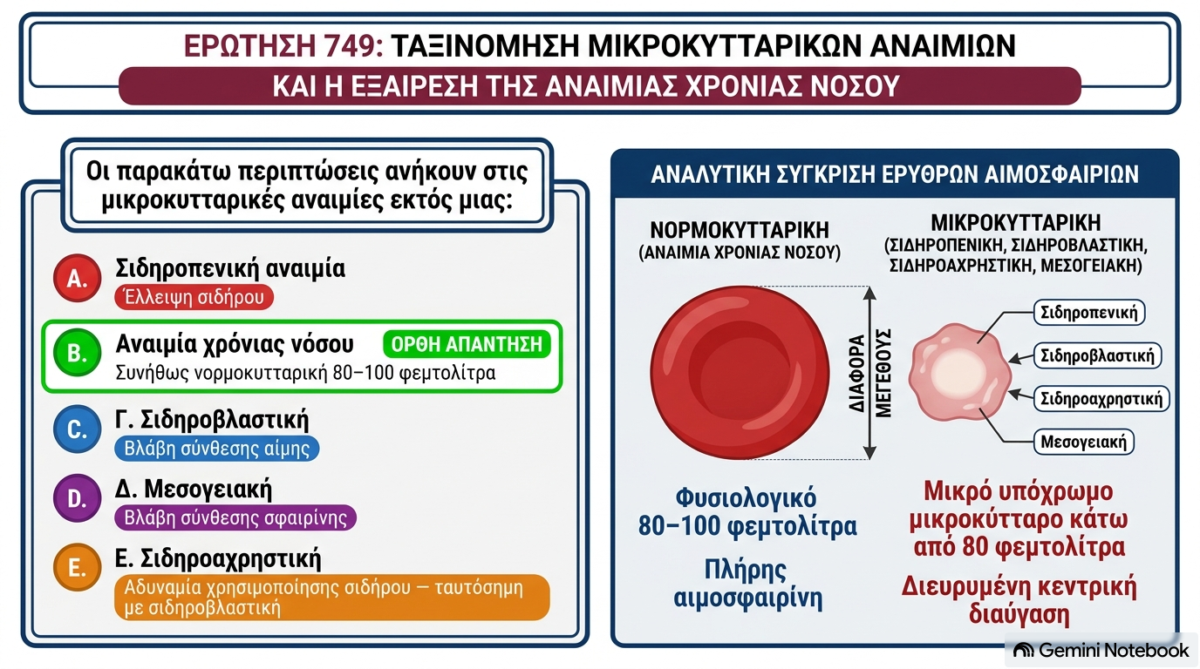 ΕΡΩΤΗΣΗ 749: ΤΑΞΙΝΟΜΗΣΗ ΜΙΚΡΟΚΥΤΤΑΡΙΚΩΝ ΑΝΑΙΜΙΩΝ
ΚΑΙ Η ΕΞΑΙΡΕΣΗ ΤΗΣ ΑΝΑΙΜΙΑΣ ΧΡΟΝΙΑΣ ΝΟΣΟΥ
Οι παρακάτω περιπτώσεις ανήκουν στις
μικροκυτταρικές αναιμίες εκτός μιας:
A. Σιδηροπενική αναιμία
Έλλειψη σιδήρου
B. Αναιμία χρόνιας νόσου ΟΡΘΗ ΑΠΑΝΤΗΣΗ
Συνήθως νορμοκυτταρική 80–100 φεμτολίτρα
C. Γ. Σιδηροβλαστική
Βλάβη σύνθεσης αίμης
D. Δ. Μεσογειακή
Βλάβη σύνθεσης σφαιρίνης
E. Ε. Σιδηροαχρηστική
Αδυναμία χρησιμοποίησης σιδήρου — ταυτόσημη
με σιδηροβλαστική
ΑΝΑΛΥΤΙΚΗ ΣΥΓΚΡΙΣΗ ΕΡΥΘΡΩΝ ΑΙΜΟΣΦΑΙΡΙΩΝ
ΝΟΡΜΟΚΥΤΤΑΡΙΚΗ
(ΑΝΑΙΜΙΑ ΧΡΟΝΙΑΣ ΝΟΣΟΥ)
ΔΙΑΦΟΡΑ
ΜΕΓΕΘΟΥΣ
Φυσιολογικό
80–100 φεμτολίτρα
Πλήρης
αιμοσφαιρίνη
ΜΙΚΡΟΚΥΤΤΑΡΙΚΗ
(ΣΙΔΗΡΟΠΕΝΙΚΗ, ΣΙΔΗΡΟΒΛΑΣΤΙΚΗ,
ΣΙΔΗΡΟΑΧΡΗΣΤΙΚΗ, ΜΕΣΟΓΕΙΑΚΗ)
Σιδηροπενική
Σιδηροβλαστική
Σιδηροαχρηστική
Μεσογειακή
Μικρό υπόχρωμο
μικροκύτταρο κάτω
από 80 φεμτολίτρα
Διευρυμένη κεντρική
διαύγαση
Gemini Notebook